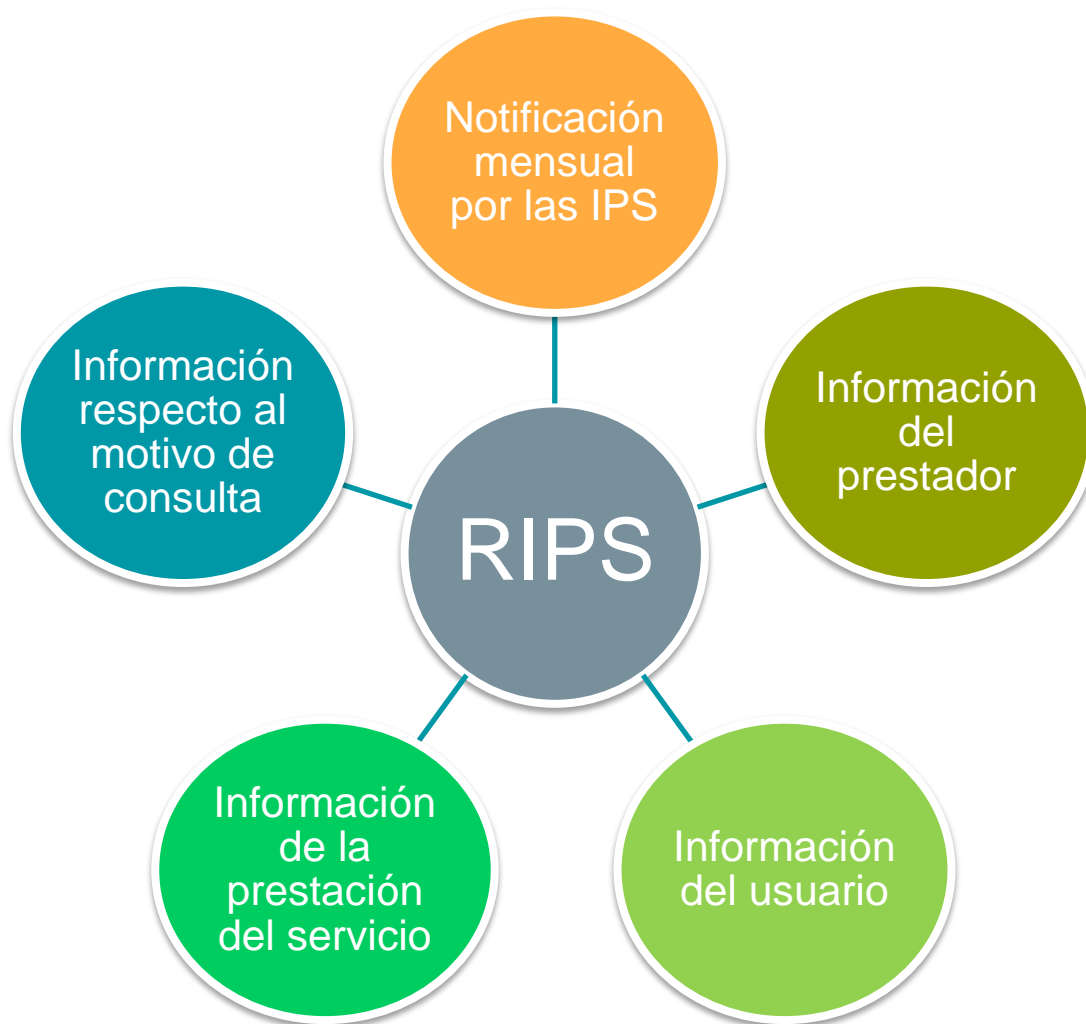 Notificación
mensual
por las IPS
Información
respecto al
motivo de
consulta
Información
del
prestador
RIPS
Información
de la
prestación
del servicio
Información
del usuario